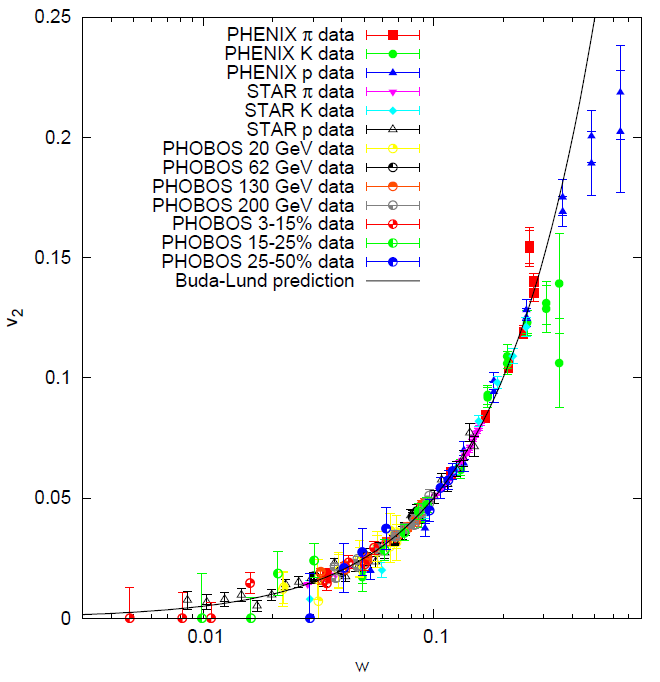 0.25
0.2
0.15
0.1
0.05
0
v2
PHENIX π data
PHENIX K data
PHENIX p data
STAR π data
STAR K data
STAR p data
PHOBOS 20 GeV data
PHOBOS 62 GeV data
PHOBOS 130 GeV data
PHOBOS 200 GeV data
PHOBOS 3-15% data
PHOBOS 15-25% data
PHOBOS 25-50% data
Buda-Lund prediction
0.01
0.1
w